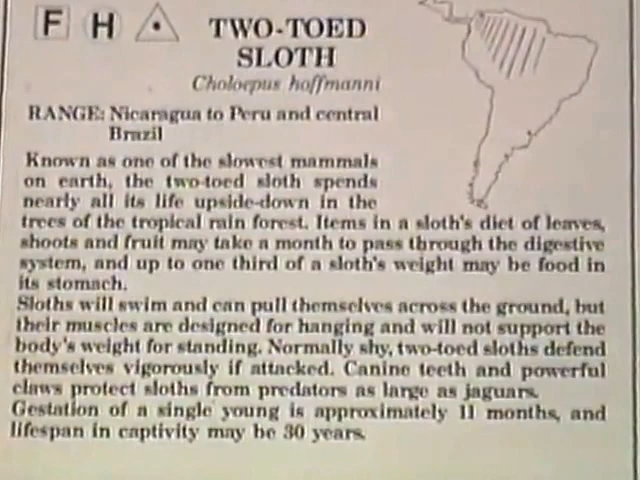 F H
TWO-TOED
SLOTH
Choloepus hoffmanni
RANGE: Nicaragua to Peru and central
Brazil
Known as one of the slowest mammals
on earth, the two-toed sloth spends
nearly all its life upside-down in the
trees of the tropical rain forest. Items in a sloth's diet of leaves,
shoots and fruit may take a month to pass through the digestive
system, and up to one third of a sloth's weight may be food in
its stomach.
Sloths will swim and can pull themselves across the ground, but
their muscles are designed for hanging and will not support the
body's weight for standing. Normally shy, two-toed sloths defend
themselves vigorously if attacked. Canine teeth and powerful
claws protect sloths from predators as large as jaguars.
Gestation of a single young is approximately 11 months, and
lifespan in captivity may be 30 years.